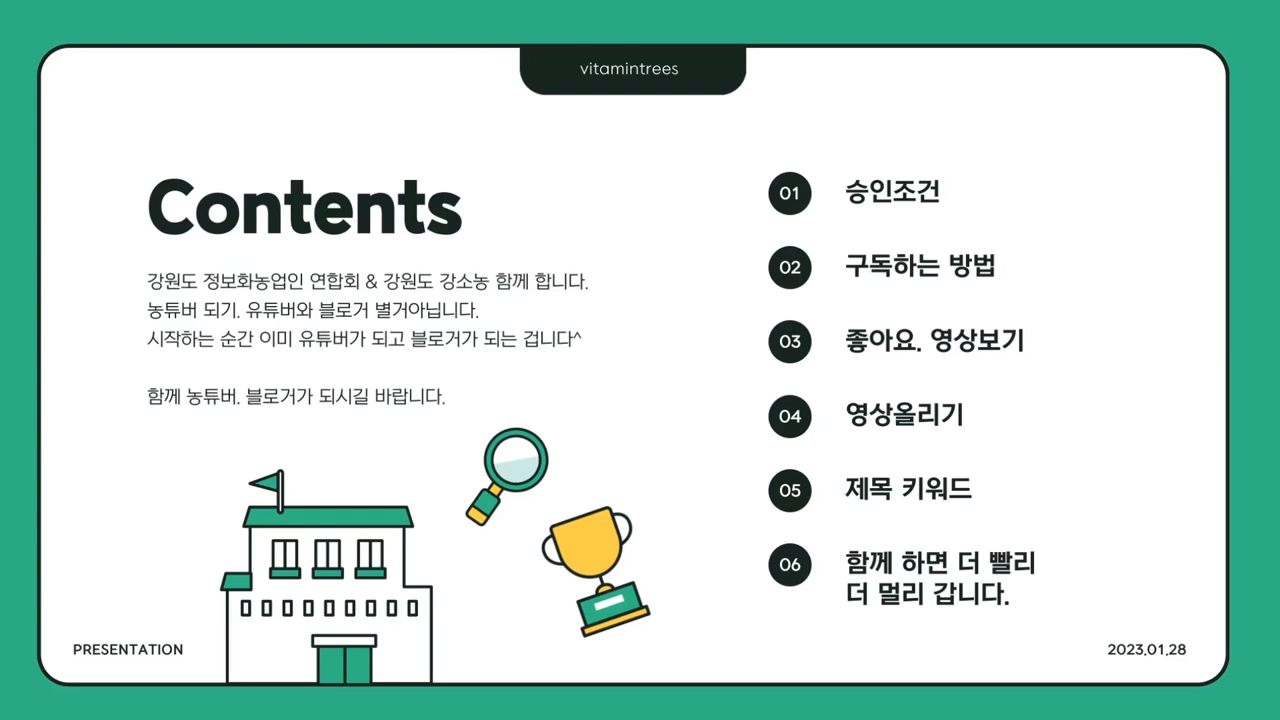 vitamintrees
Contents
강원도 정보화농업인 연합회 & 강원도 강소농 함께 합니다.
농튜버 되기. 유튜버와 블로거 별거아닙니다.
시작하는 순간 이미 유튜버가 되고 블로거가 되는 겁니다^
함께 농튜버. 블로거가 되시길 바랍니다.
01 승인조건
02 구독하는 방법
03 좋아요. 영상보기
04 영상올리기
05 제목 키워드
06 함께 하면 더 빨리
더 멀리 갑니다.
PRESENTATION
2023.01.28